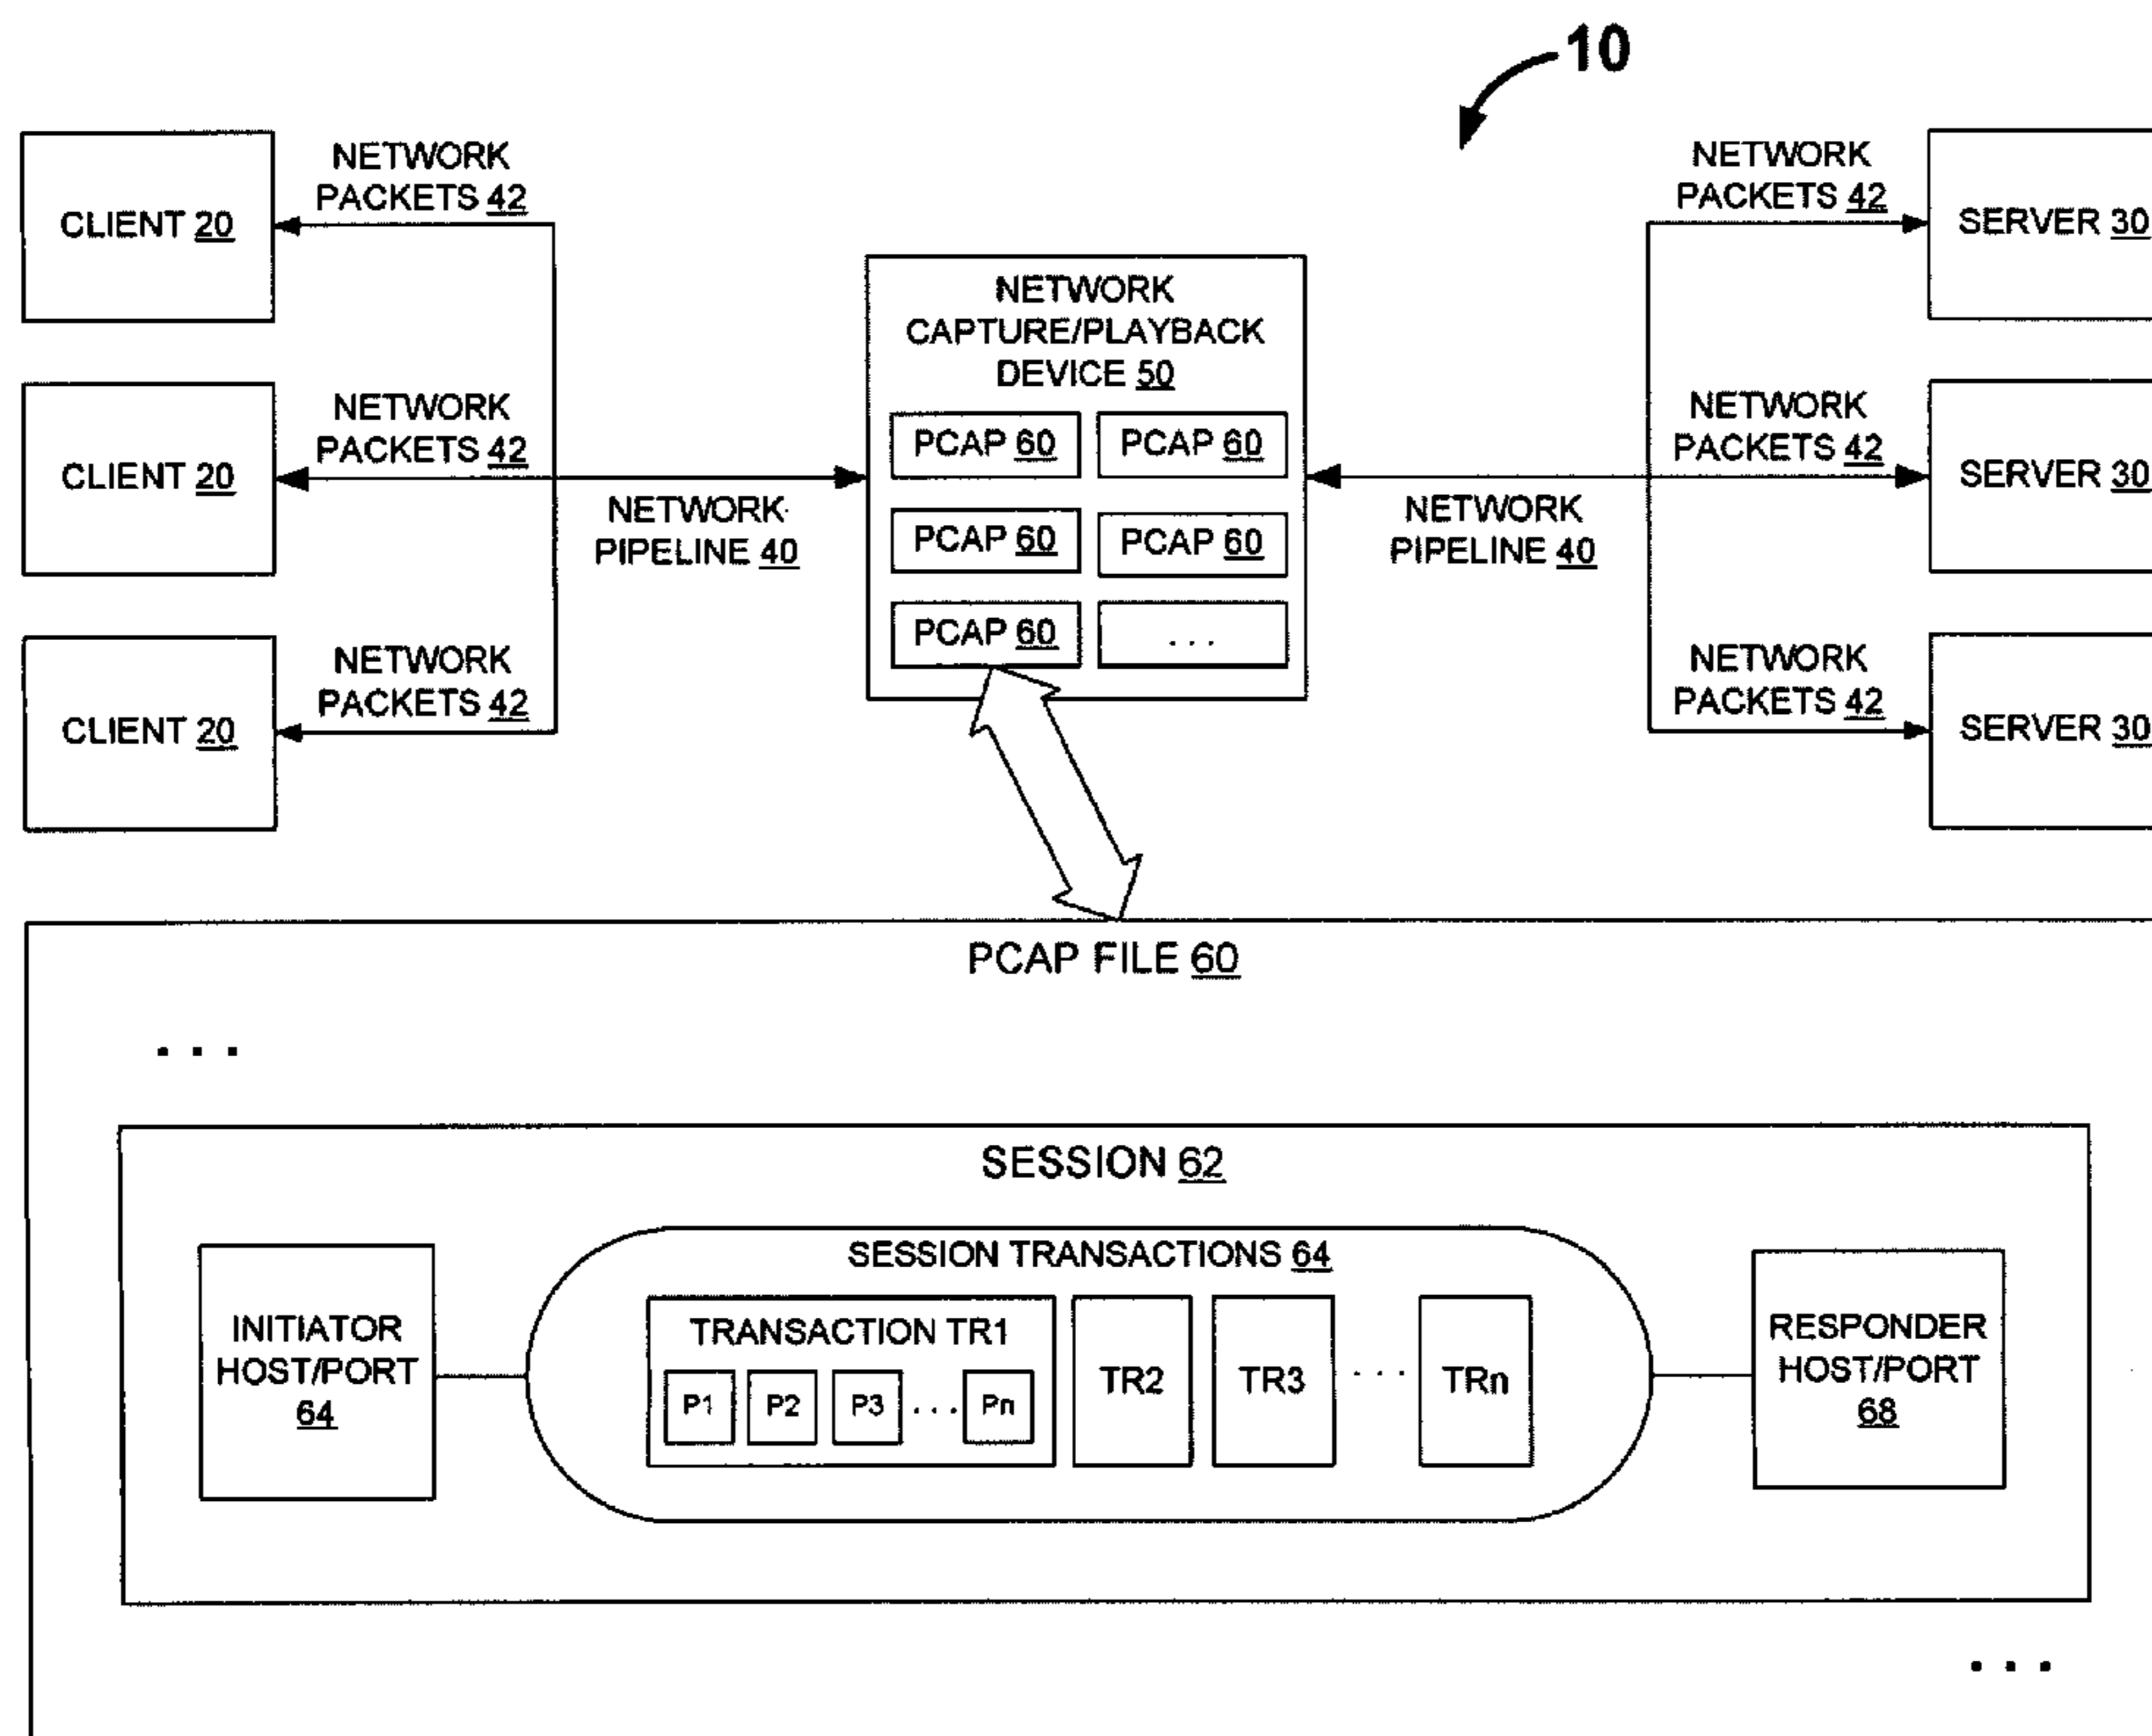 10
NETWORK
PACKETS 42
CLIENT 20
NETWORK
PACKETS 42
CLIENT 20
NETWORK
PACKETS 42
CLIENT 20
NETWORK
PIPELINE 40
NETWORK
CAPTURE/PLAYBACK
DEVICE 50
PCAP 60 PCAP 60
PCAP 60 PCAP 60
PCAP 60 ...
NETWORK
PIPELINE 40
NETWORK
PACKETS 42
SERVER 30
NETWORK
PACKETS 42
SERVER 30
NETWORK
PACKETS 42
SERVER 30
PCAP FILE 60
...
SESSION 62
INITIATOR
HOST/PORT
64
SESSION TRANSACTIONS 64
TRANSACTION TR1
P1 P2 P3 ... Pn
TR2 TR3 ... TRn
RESPONDER
HOST/PORT
68
...